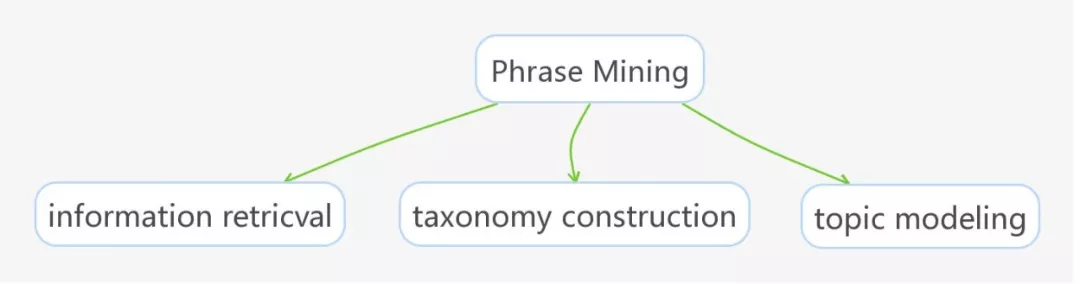 Phrase Mining
information retricval
taxonomy construction
topic modeling